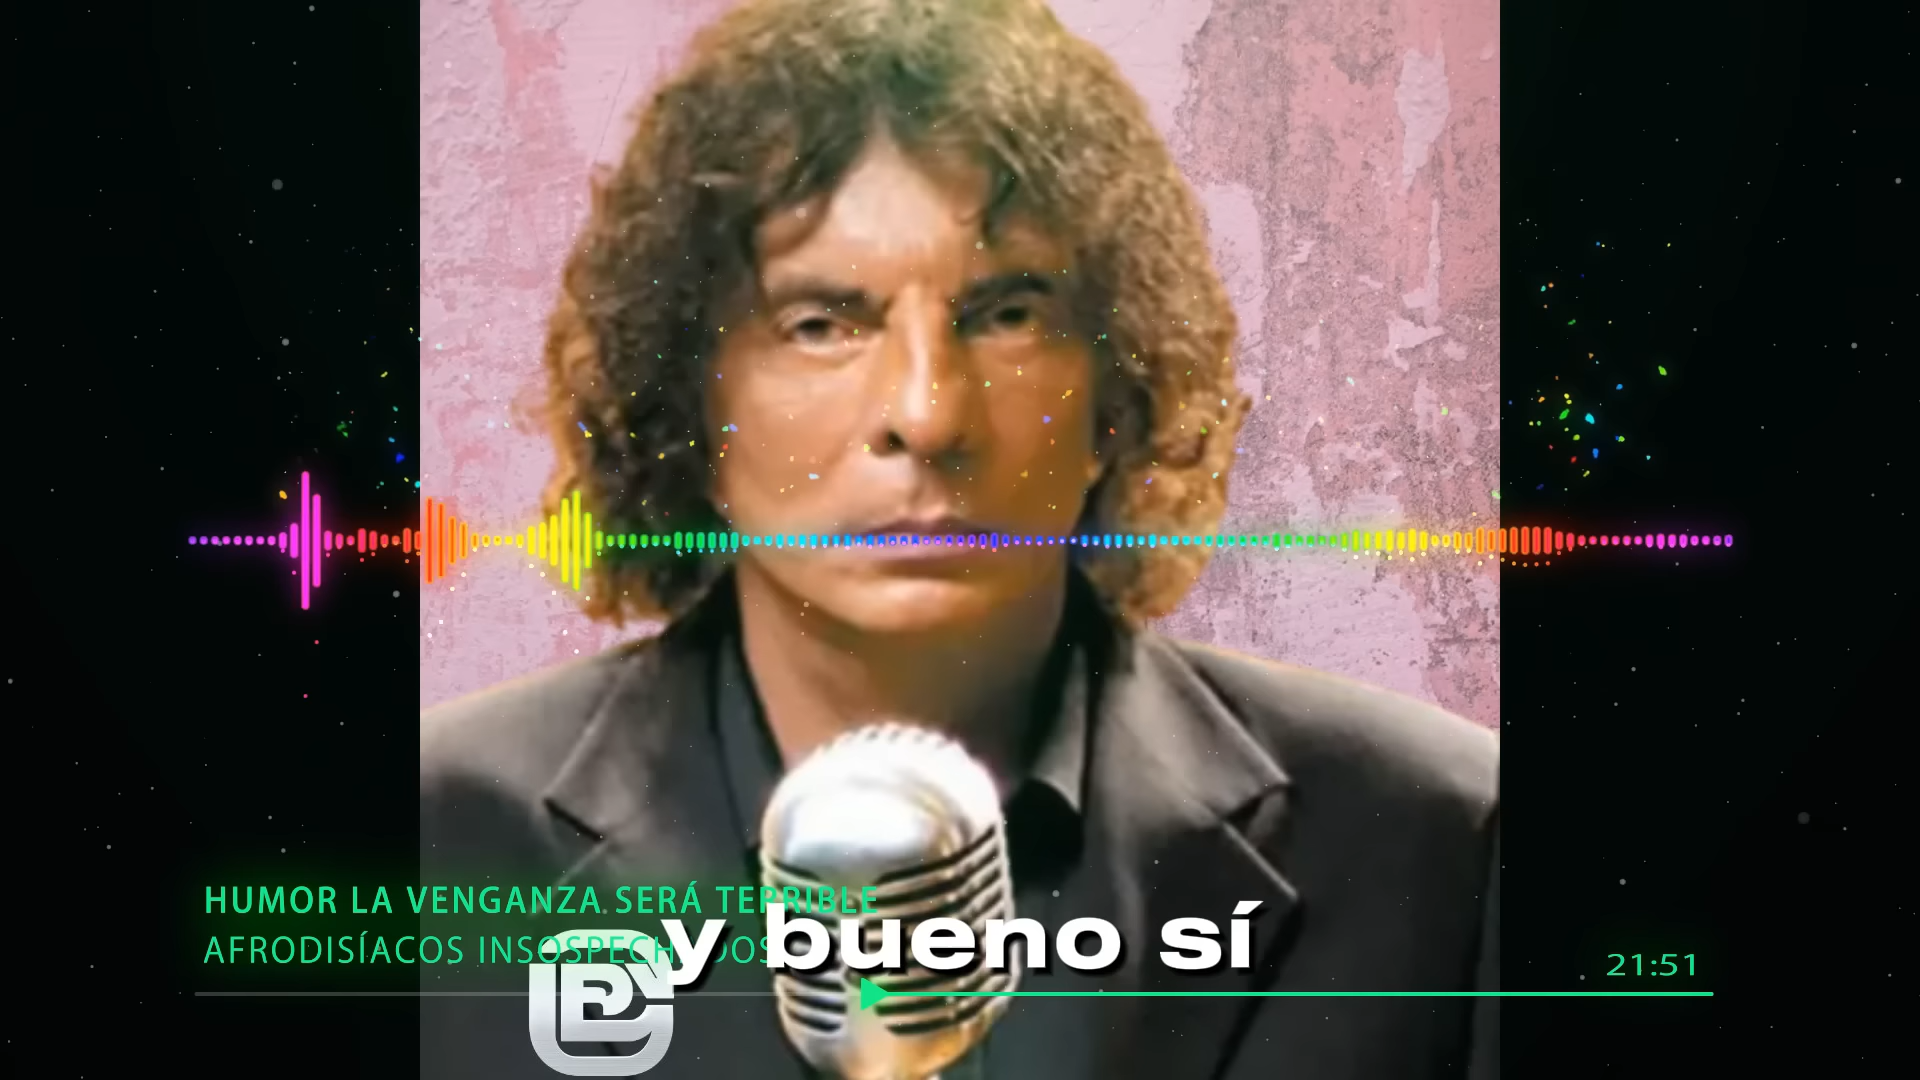 HUMOR LA VENGANZA SERÁ TERRIBLE
AFRODISÍACOS INSOSPECHADOS
y bueno sí
21:51